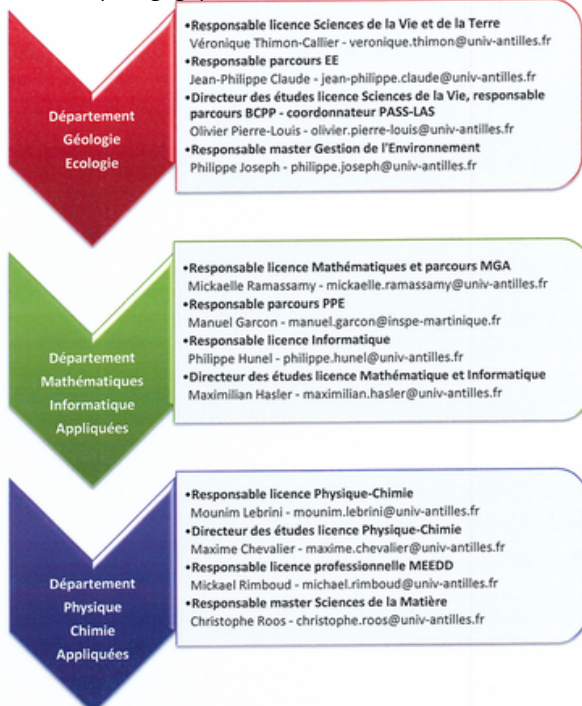 Département
Géologie
Ecologie
•Responsable licence Sciences de la Vie et de la Terre
Véronique Thimon-Callier - veronique.thimon@univ-antilles.fr
•Responsable parcours EE
Jean-Philippe Claude - jean-philippe.claude@univ-antilles.fr
•Directeur des études licence Sciences de la Vie, responsable
parcours BCPP - coordonnateur PASS-LAS
Olivier Pierre-Louis - olivier.pierre-louis@univ-antilles.fr
•Responsable master Gestion de l'Environnement
Philippe Joseph - philippe.joseph@univ-antilles.fr
Département
Mathématiques
Informatique
Appliquées
•Responsable licence Mathématiques et parcours MGA
Mickaelle Ramassamy - mickaelle.ramassamy@univ-antilles.fr
•Responsable parcours PPE
Manuel Garcon - manuel.garcon@inspe-martinique.fr
•Responsable licence Informatique
Philippe Hunel - philippe.hunel@univ-antilles.fr
•Directeur des études licence Mathématique et Informatique
Maximilian Hasler - maximilian.hasler@univ-antilles.fr
Département
Physique
Chimie
Appliquées
•Responsable licence Physique-Chimie
Mounim Lebrini - mounim.lebrini@univ-antilles.fr
•Directeur des études licence Physique-Chimie
Maxime Chevalier - maxime.chevalier@univ-antilles.fr
•Responsable licence professionnelle MEEDD
Mickael Rimboud - michael.rimboud@univ-antilles.fr
•Responsable master Sciences de la Matière
Christophe Roos - christophe.roos@univ-antilles.fr